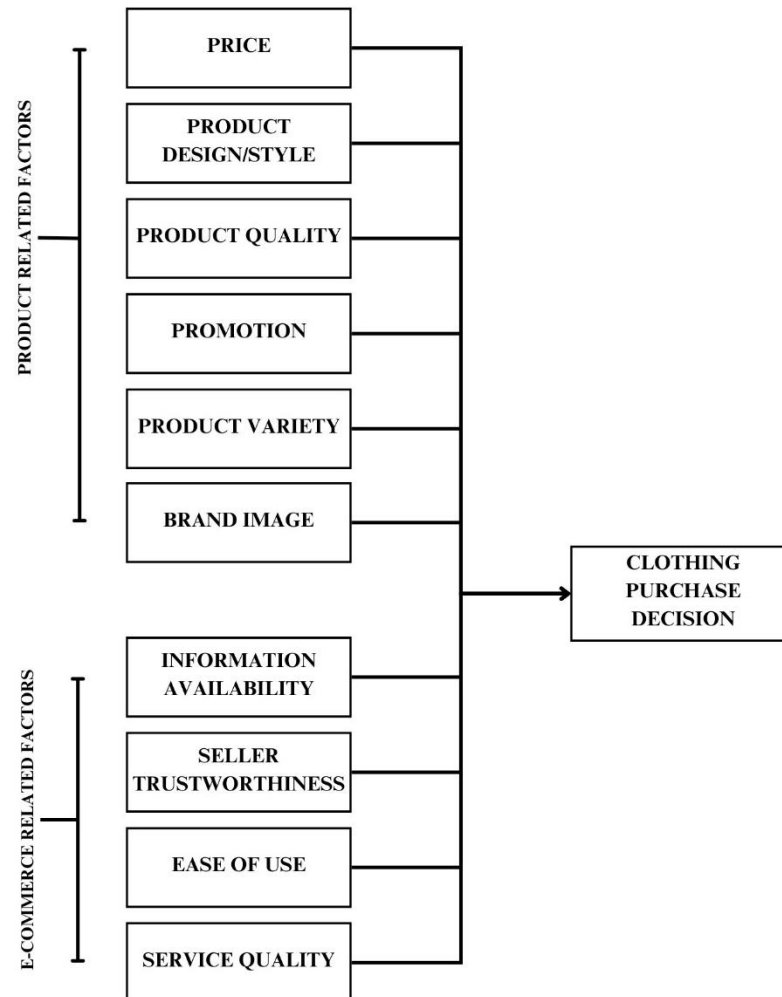 PRODUCT RELATED FACTORS
PRICE
PRODUCT
DESIGN/STYLE
PRODUCT QUALITY
PROMOTION
PRODUCT VARIETY
BRAND IMAGE
CLOTHING
PURCHASE
DECISION
E-COMMERCE RELATED FACTORS
INFORMATION
AVAILABILITY
SELLER
TRUSTWORTHINESS
EASE OF USE
SERVICE QUALITY